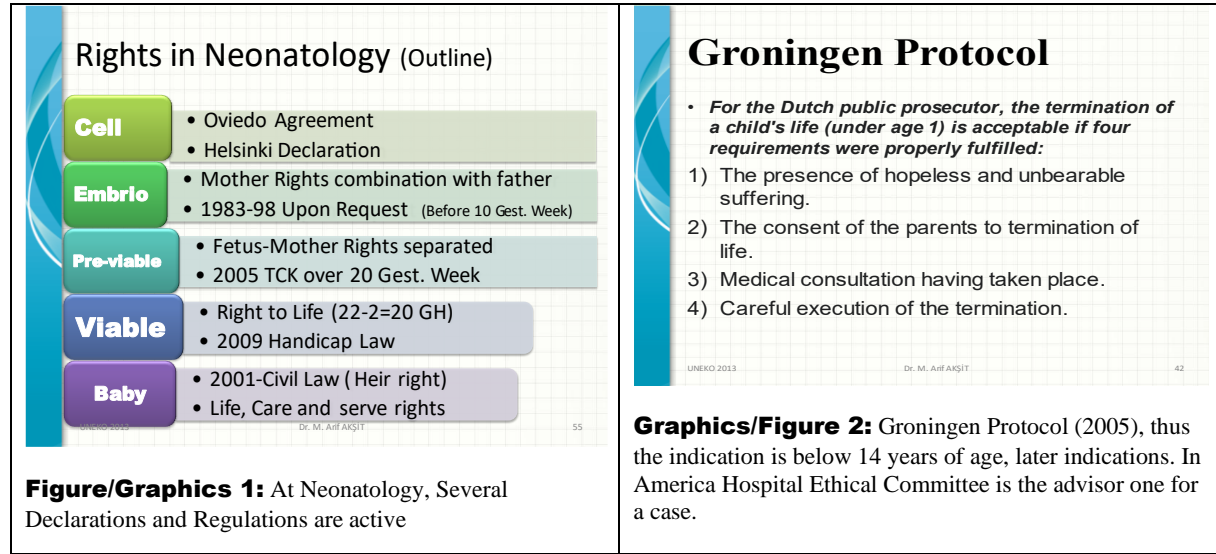 Rights in Neonatology (Outline)
Cell
• Oviedo Agreement
• Helsinki Declaration
Embrio
• Mother Rights combination with father
• 1983-98 Upon Request (Before 10 Gest. Week)
Pre-viable
• Fetus-Mother Rights separated
• 2005 TCK over 20 Gest. Week
Viable
• Right to Life (22-2=20 GH)
• 2009 Handicap Law
Baby
• 2001-Civil Law ( Heir right)
• Life, Care and serve rights
UNEKO 2013 Dr. M. Arif AKŞİT 55
Figure/Graphics 1: At Neonatology, Several
Declarations and Regulations are active
Groningen Protocol
• For the Dutch public prosecutor, the termination of
a child's life (under age 1) is acceptable if four
requirements were properly fulfilled:
1) The presence of hopeless and unbearable
suffering.
2) The consent of the parents to termination of
life.
3) Medical consultation having taken place.
4) Careful execution of the termination.
UNEKO 2013 Dr. M. Arif AKŞİT 42
Graphics/Figure 2: Groningen Protocol (2005), thus
the indication is below 14 years of age, later indications. In
America Hospital Ethical Committee is the advisor one for
a case.